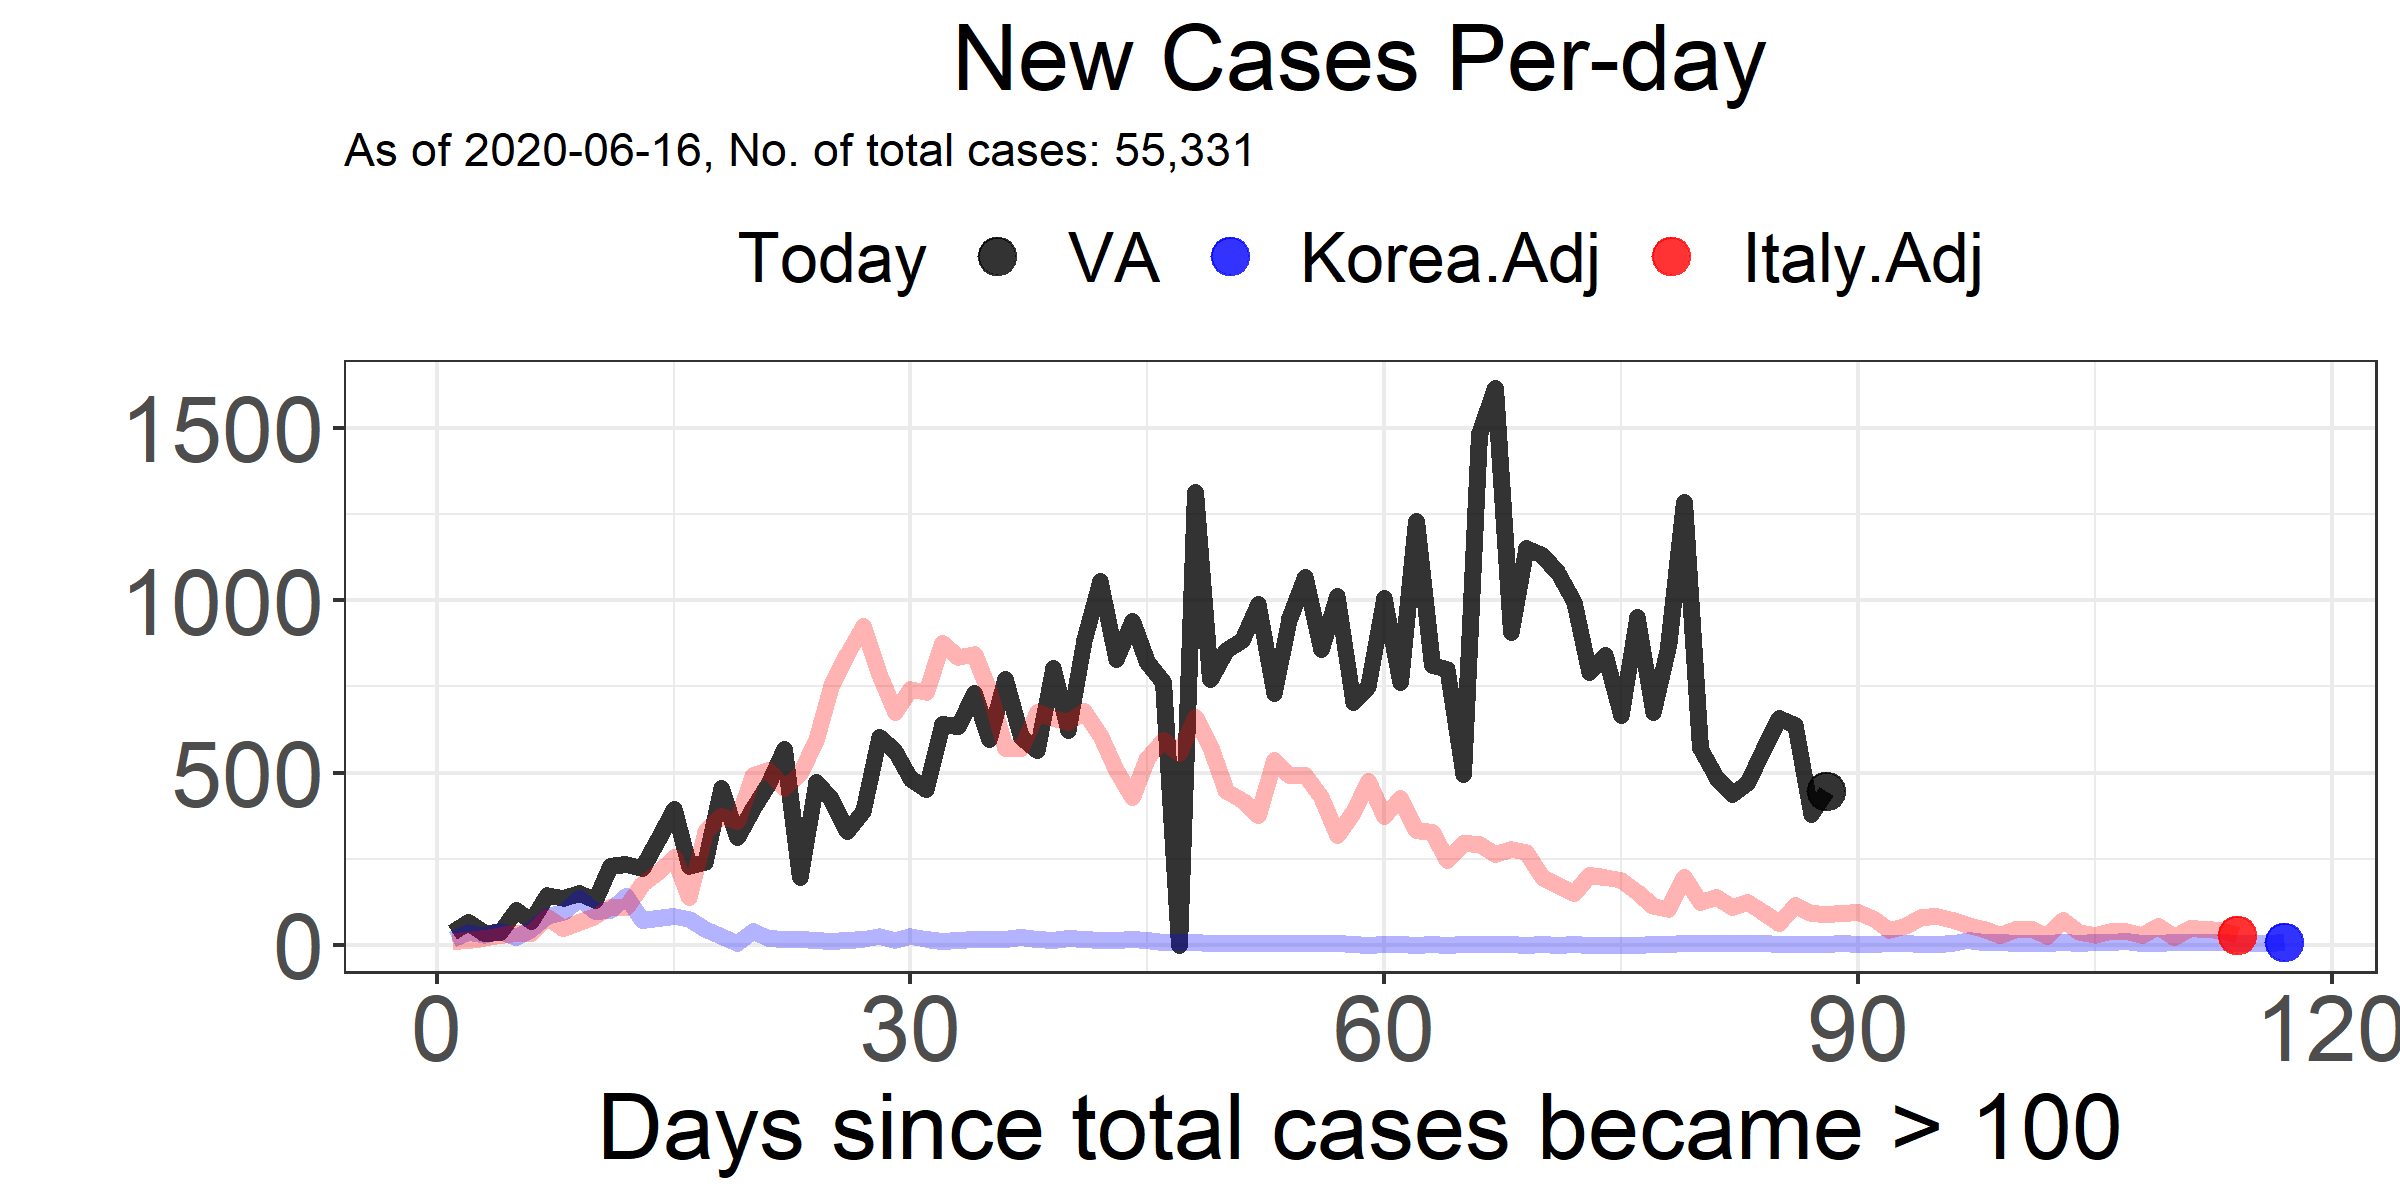 New Cases Per-day
As of 2020-06-16, No. of total cases: 55,331
Today VA Korea.Adj Italy.Adj
1500
1000
500
0
0 30 60 90 120
Days since total cases became > 100